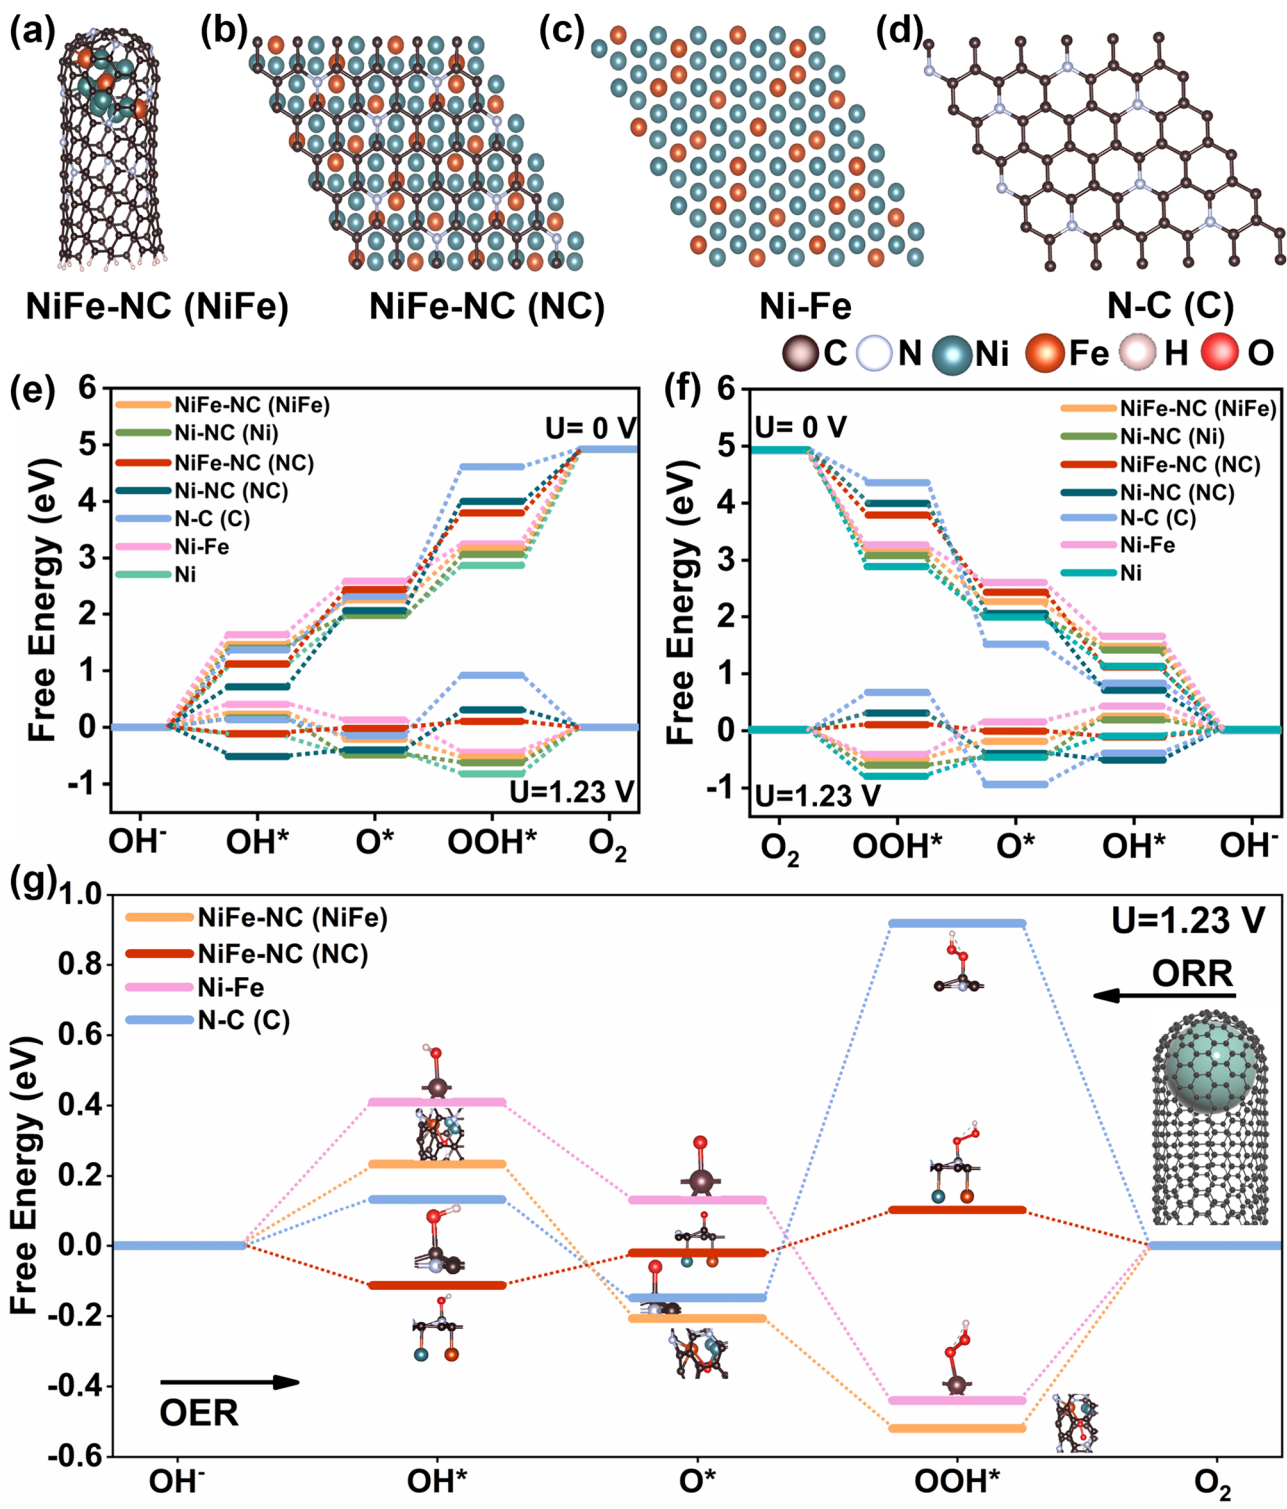 (a)
(b)
(c)
(d)
NiFe-NC (NiFe)
NiFe-NC (NC)
Ni-Fe
N-C (C)
C N Ni Fe H O
(e)
6
5
4
3
2
1
0
-1
Free Energy (eV)
NiFe-NC (NiFe)
Ni-NC (Ni)
NiFe-NC (NC)
Ni-NC (NC)
N-C (C)
Ni-Fe
Ni
U= 0 V
U=1.23 V
OH⁻ OH* O* OOH* O₂
(f)
6
5
4
3
2
1
0
-1
Free Energy (eV)
U= 0 V
NiFe-NC (NiFe)
Ni-NC (Ni)
NiFe-NC (NC)
Ni-NC (NC)
N-C (C)
Ni-Fe
Ni
U=1.23 V
O₂ OOH* O* OH* OH⁻
(g)
1.0
0.8
0.6
0.4
0.2
0.0
-0.2
-0.4
-0.6
Free Energy (eV)
NiFe-NC (NiFe)
NiFe-NC (NC)
Ni-Fe
N-C (C)
U=1.23 V
ORR
OER
OH⁻ OH* O* OOH* O₂